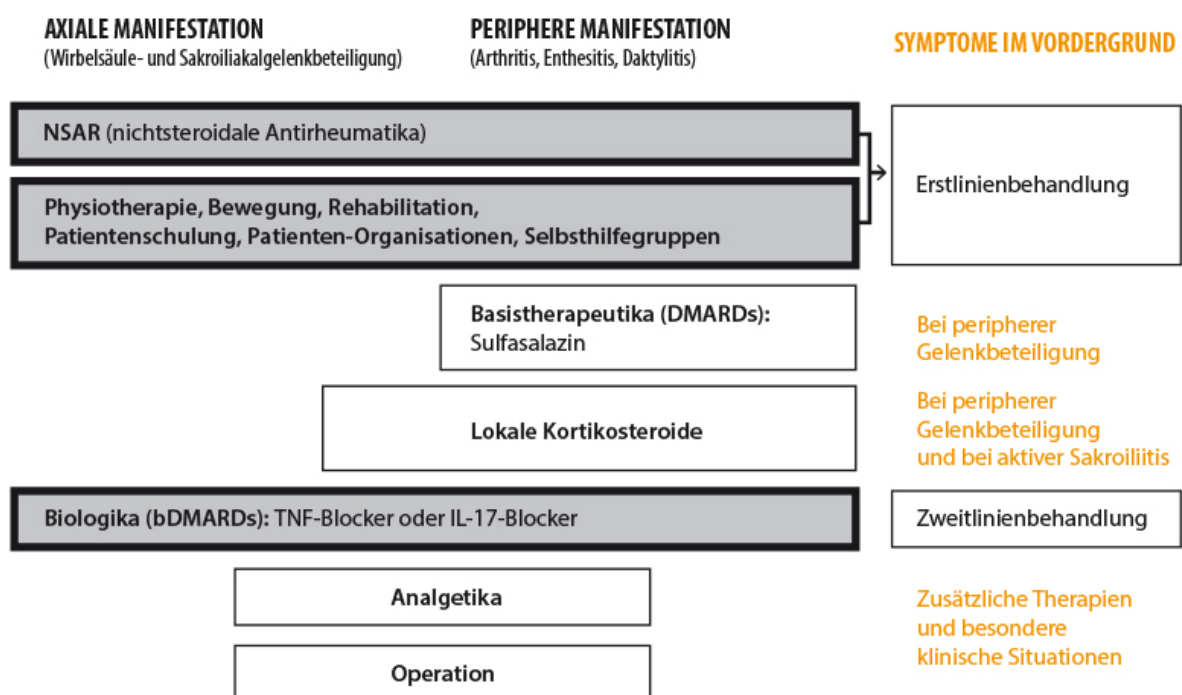 AXIALE MANIFESTATION
(Wirbelsäule- und Sakroiliakalgelenkbeteiligung)
PERIPHERE MANIFESTATION
(Arthritis, Enthesitis, Daktylitis)
SYMPTOME IM VORDERGRUND
NSAR (nichtsteroidale Antirheumatika)
Physiotherapie, Bewegung, Rehabilitation,
Patientenschulung, Patienten-Organisationen, Selbsthilfegruppen
Erstlinienbehandlung
Basistherapeutika (DMARDs):
Sulfasalazin
Bei peripherer
Gelenkbeteiligung
Lokale Kortikosteroide
Bei peripherer
Gelenkbeteiligung
und bei aktiver Sakroiliitis
Biologika (bDMARDs): TNF-Blocker oder IL-17-Blocker
Zweitlinienbehandlung
Analgetika
Operation
Zusätzliche Therapien
und besondere
klinische Situationen